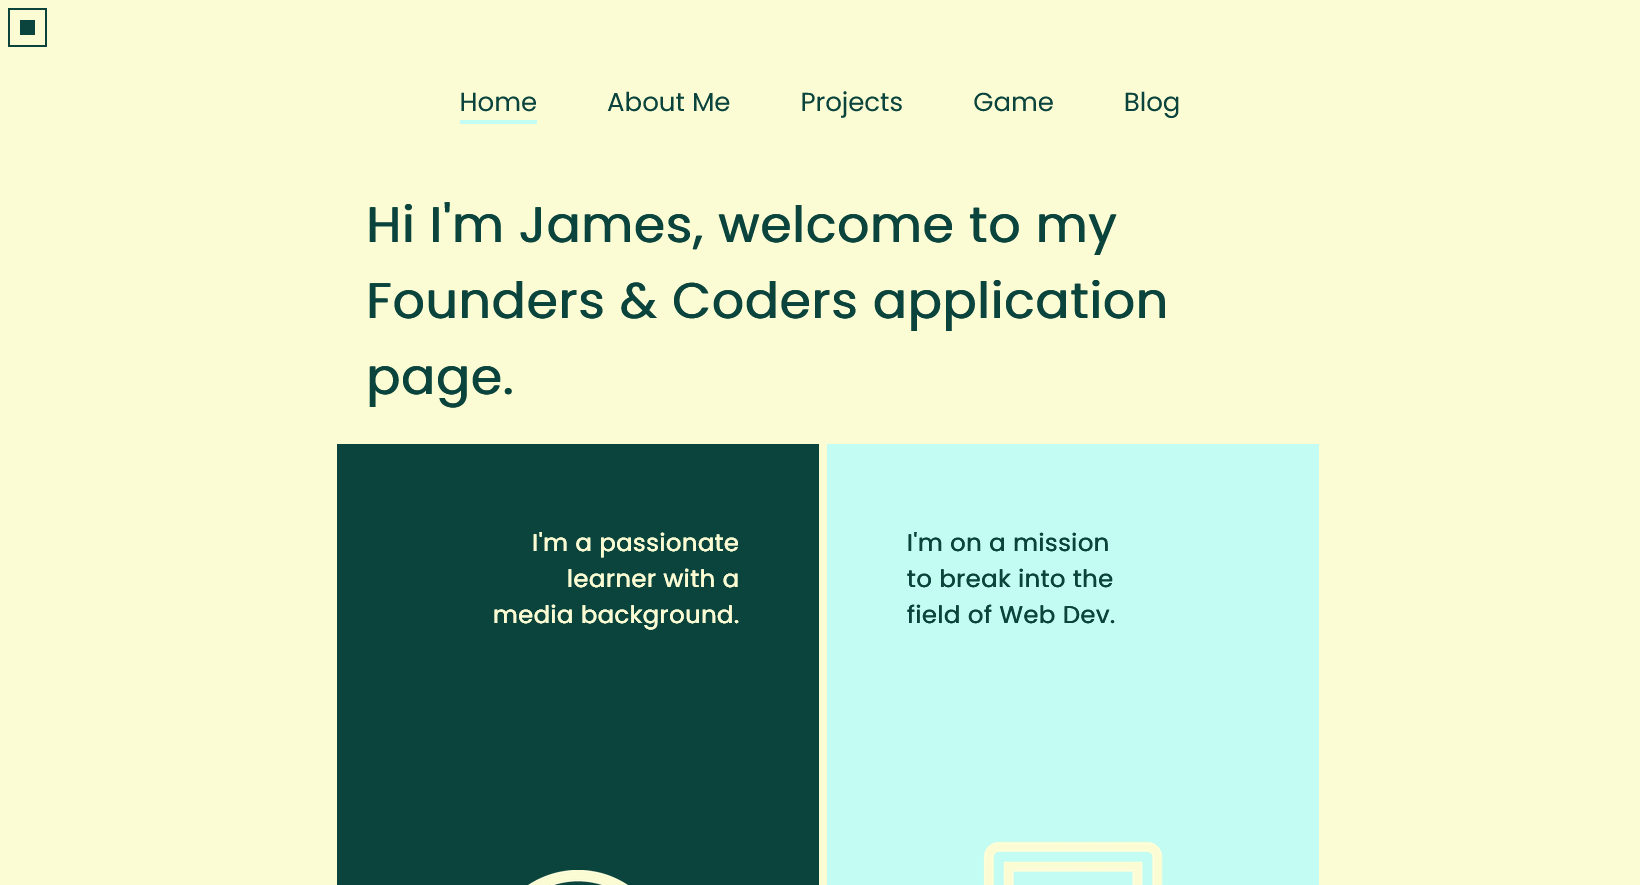 Home About Me Projects Game Blog
Hi I'm James, welcome to my
Founders & Coders application
page.
I'm a passionate
learner with a
media background.
I'm on a mission
to break into the
field of Web Dev.